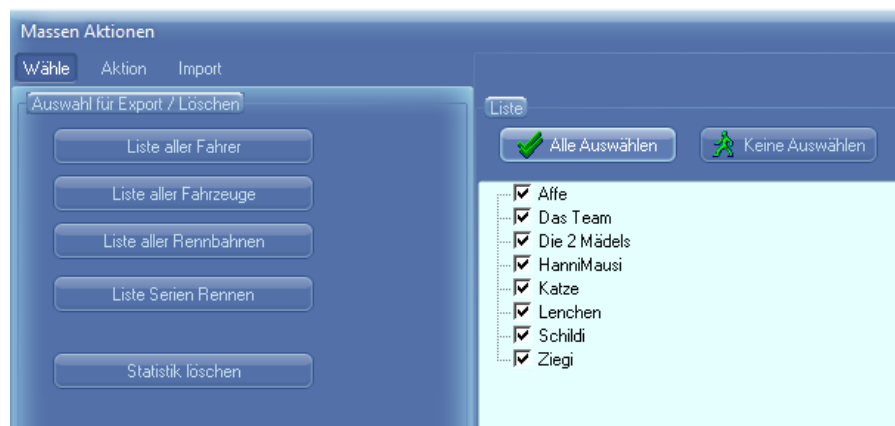 Massen Aktionen
Wähle Aktion Import
Auswahl für Export / Löschen
Liste aller Fahrer
Liste aller Fahrzeuge
Liste aller Rennbahnen
Liste Serien Rennen
Statistik löschen
Liste
Alle Auswählen Keine Auswählen
Affe
Das Team
Die 2 Mädels
HanniMausi
Katze
Lenchen
Schildi
Ziegi